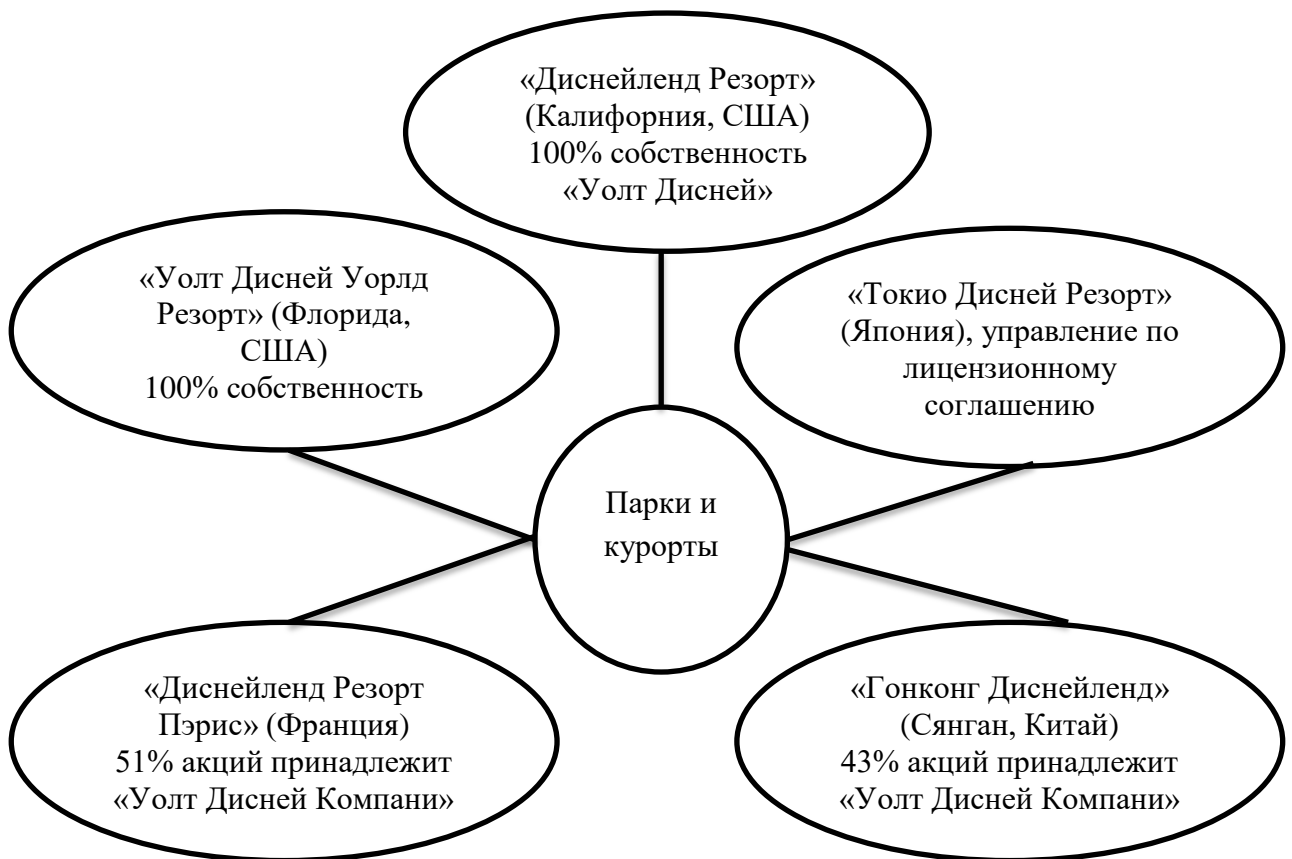 «Диснейленд Резорт»
(Калифорния, США)
100% собственность
«Уолт Дисней»
«Уолт Дисней Уорлд
Резорт» (Флорида,
США)
100% собственность
«Токио Дисней Резорт»
(Япония), управление по
лицензионному
соглашению
Парки и
курорты
«Диснейленд Резорт
Пэрис» (Франция)
51% акций принадлежит
«Уолт Дисней Компани»
«Гонконг Диснейленд»
(Сянган, Китай)
43% акций принадлежит
«Уолт Дисней Компани»